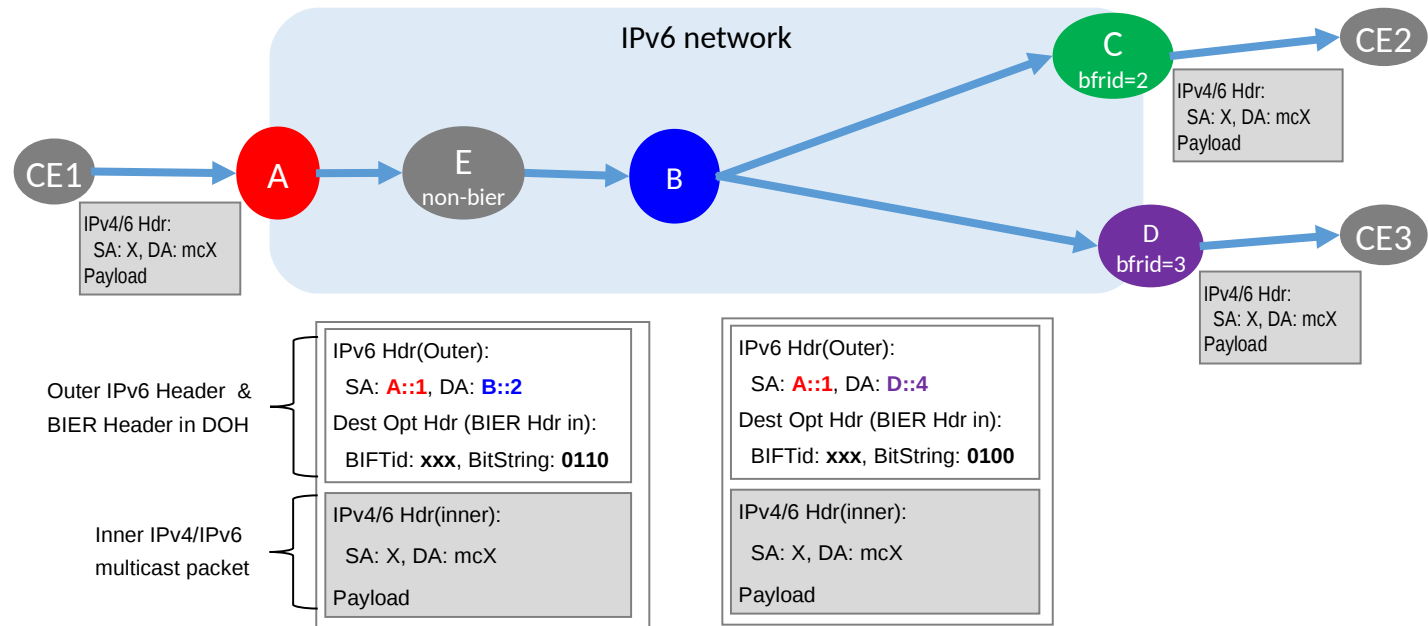 IPv6 network
CE1
A
E
non-bier
B
C
bfrid=2
D
bfrid=3
CE2
CE3
IPv4/6 Hdr:
SA: X, DA: mcX
Payload
IPv4/6 Hdr:
SA: X, DA: mcX
Payload
IPv4/6 Hdr:
SA: X, DA: mcX
Payload
Outer IPv6 Header &
BIER Header in DOH
IPv6 Hdr(Outer):
SA: A::1, DA: B::2
Dest Opt Hdr (BIER Hdr in):
BIFTid: xxx, BitString: 0110
Inner IPv4/IPv6
multicast packet
IPv4/6 Hdr(inner):
SA: X, DA: mcX
Payload
IPv6 Hdr(Outer):
SA: A::1, DA: D::4
Dest Opt Hdr (BIER Hdr in):
BIFTid: xxx, BitString: 0100
IPv4/6 Hdr(inner):
SA: X, DA: mcX
Payload